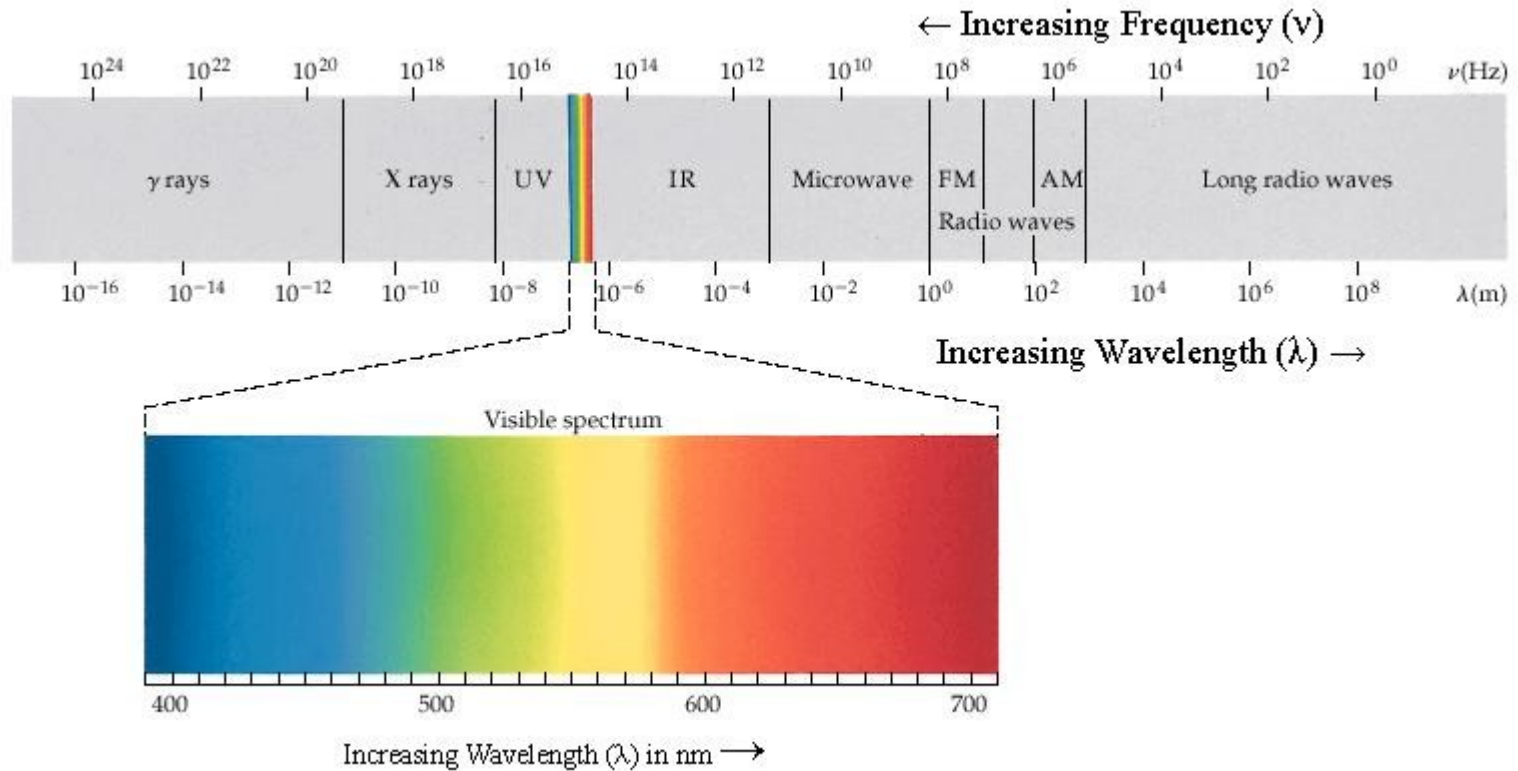 ← Increasing Frequency (ν)
10²⁴ 10²² 10²⁰ 10¹⁸ 10¹⁶ 10¹⁴ 10¹² 10¹⁰ 10⁸ 10⁶ 10⁴ 10² 10⁰ ν(Hz)
γ rays X rays UV IR Microwave FM AM Long radio waves
Radio waves
10⁻¹⁶ 10⁻¹⁴ 10⁻¹² 10⁻¹⁰ 10⁻⁸ 10⁻⁶ 10⁻⁴ 10⁻² 10⁰ 10² 10⁴ 10⁶ 10⁸ λ(m)
Increasing Wavelength (λ) →
Visible spectrum
400 500 600 700
Increasing Wavelength (λ) in nm →